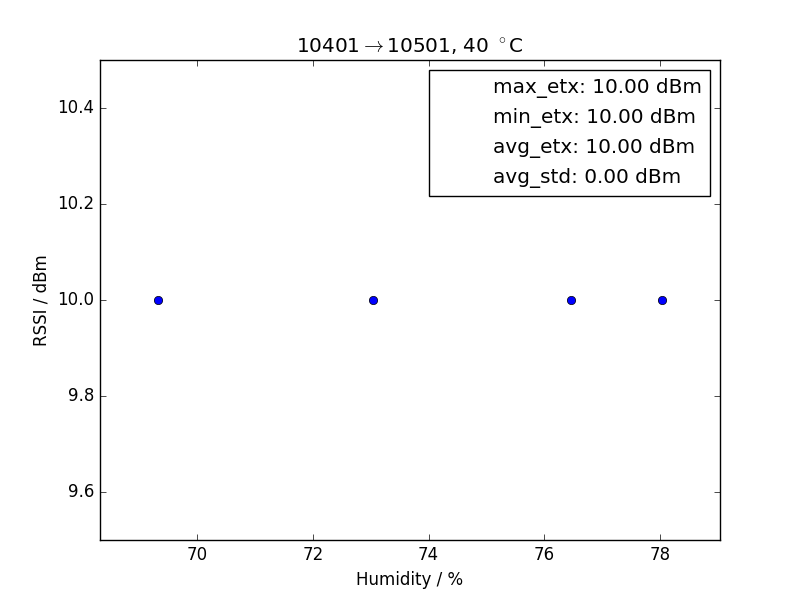 10401→10501, 40 °C
max_etx: 10.00 dBm
min_etx: 10.00 dBm
avg_etx: 10.00 dBm
avg_std: 0.00 dBm
10.4
10.2
10.0
9.8
9.6
RSSI / dBm
70 72 74 76 78
Humidity / %